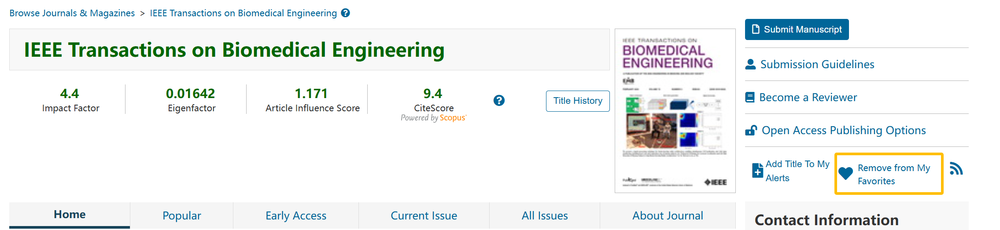 Browse Journals & Magazines > IEEE Transactions on Biomedical Engineering ?
IEEE Transactions on Biomedical Engineering
4.4
Impact Factor
0.01642
Eigenfactor
1.171
Article Influence Score
9.4
CiteScore
Powered by Scopus
?
Title History
IEEE TRANSACTIONS ON
BIOMEDICAL
ENGINEERING
EMB
IEEE
Submit Manuscript
Submission Guidelines
Become a Reviewer
Open Access Publishing Options
Add Title To My
Alerts
Remove from My
Favorites
Home
Popular
Early Access
Current Issue
All Issues
About Journal
Contact Information